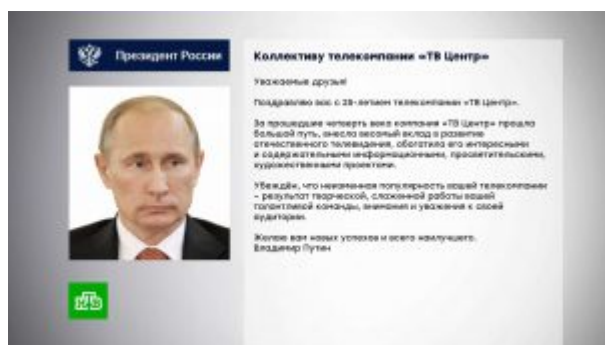 Президент России
Коллективу телекомпании «ТВ Центр»
Уважаемые друзья!
Поздравляю вас с 25-летием телекомпании «ТВ Центр».
За прошедшие четверть века компания «ТВ Центр» прошла
большой путь, внесла весомый вклад в развитие
отечественного телевидения, обогатила его интересными
и содержательными информационными, просветительскими,
художественными проектами.
Убеждён, что неизменная популярность вашей телекомпании
– результат творческой, слаженной работы вашей
талантливой команды, внимания и уважения к своей
аудитории.
Желаю вам новых успехов и всего наилучшего.
Владимир Путин
НТВ